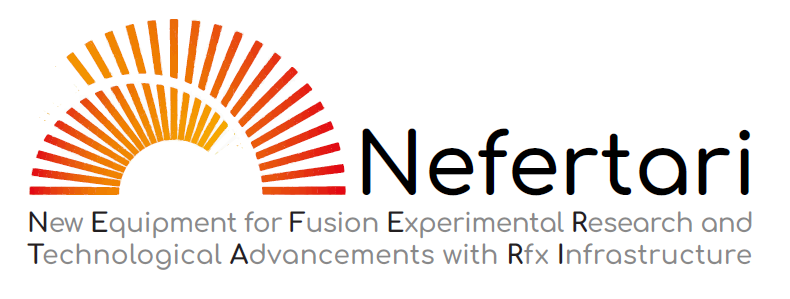 Nefertari
New Equipment for Fusion Experimental Research and
Technological Advancements with Rfx Infrastructure